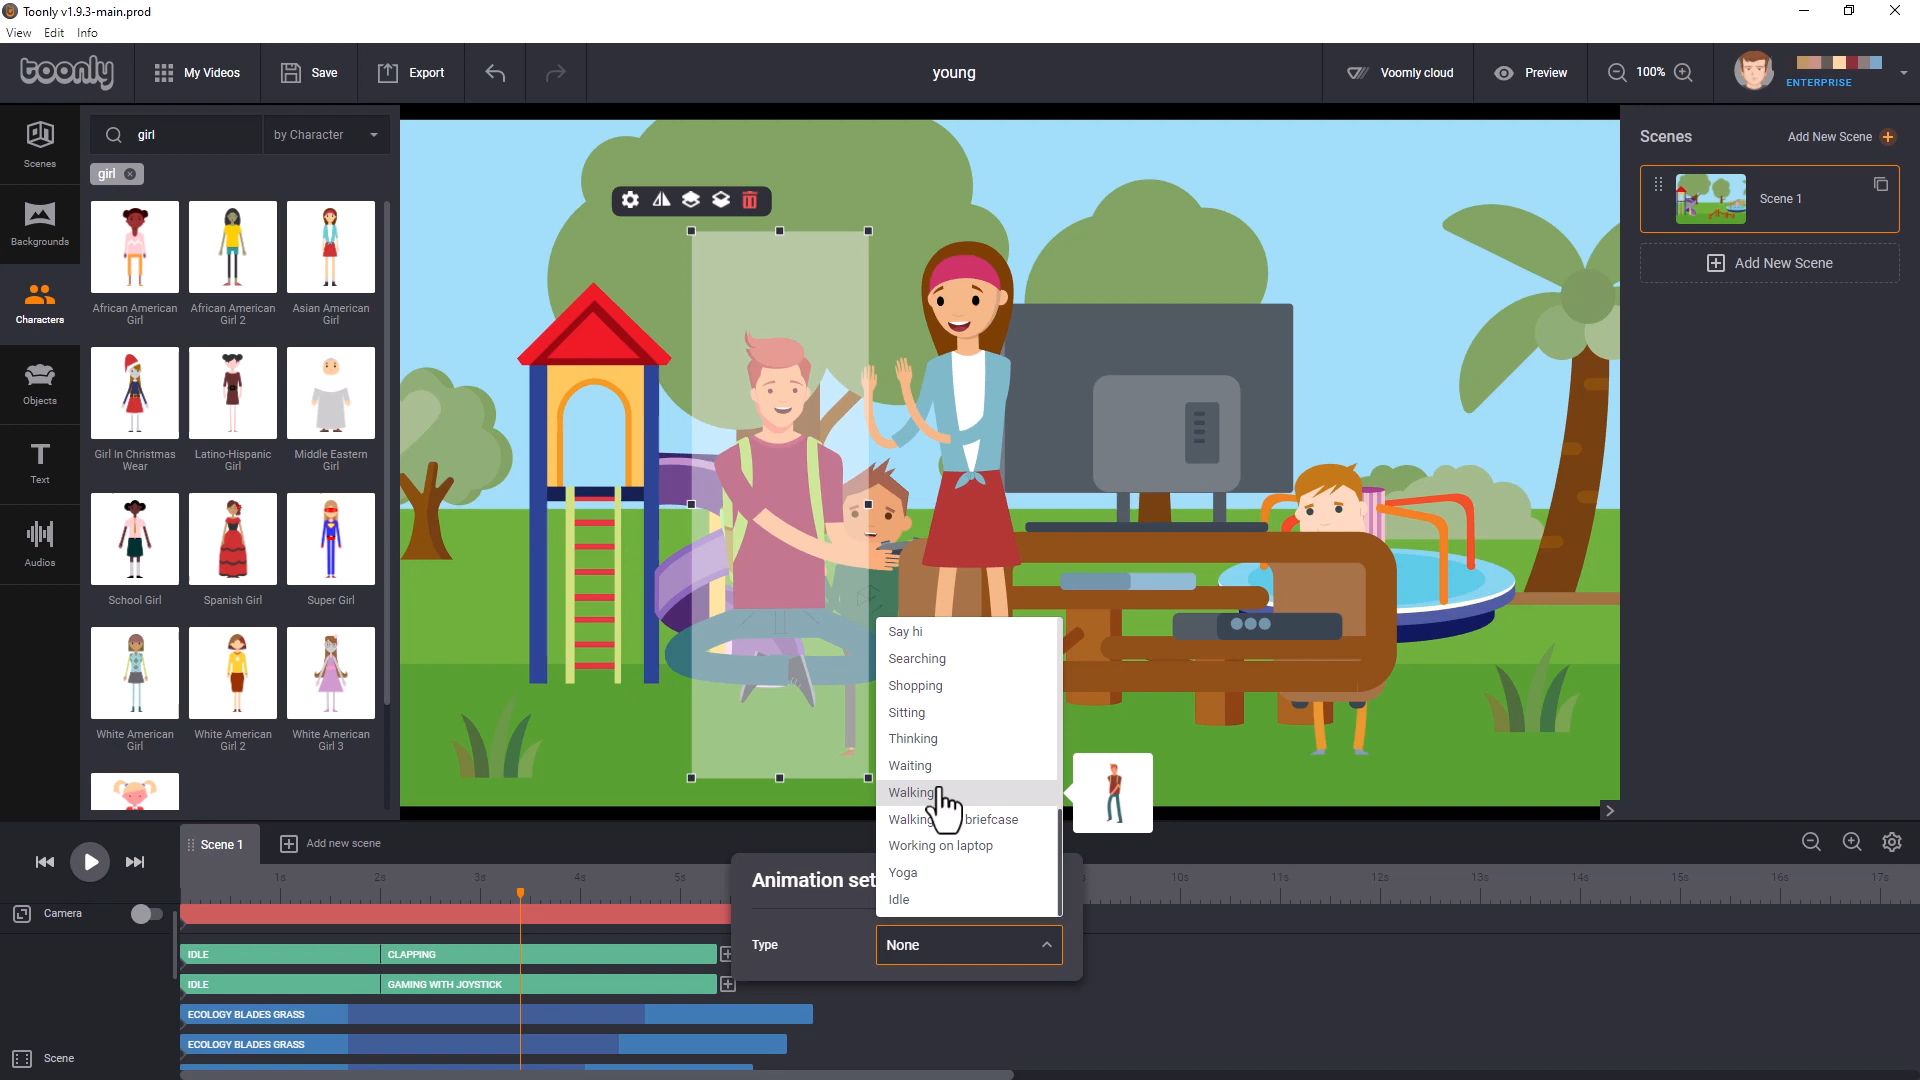 Toonly v1.9.3-main.prod
View Edit Info
toonly
My Videos
Save
Export
young
Voomly cloud
Preview
100%
ENTERPRISE
Scenes
Backgrounds
Characters
Objects
Text
Audios
girl
by Character
girl
African American Girl
African American Girl 2
Asian American Girl
Girl In Christmas Wear
Latino-Hispanic Girl
Middle Eastern Girl
School Girl
Spanish Girl
Super Girl
White American Girl
White American Girl 2
White American Girl 3
Scenes
Add New Scene
Scene 1
Add New Scene
Say hi
Searching
Shopping
Sitting
Thinking
Waiting
Walking
Walking briefcase
Working on laptop
Yoga
Idle
Animation set
Type
None
Scene 1
Add new scene
1s 2s 3s 4s 5s 10s 11s 12s 13s 14s 15s 16s 17s
Camera
IDLE CLAPPING
IDLE GAMING WITH JOYSTICK
ECOLOGY BLADES GRASS
ECOLOGY BLADES GRASS
Scene